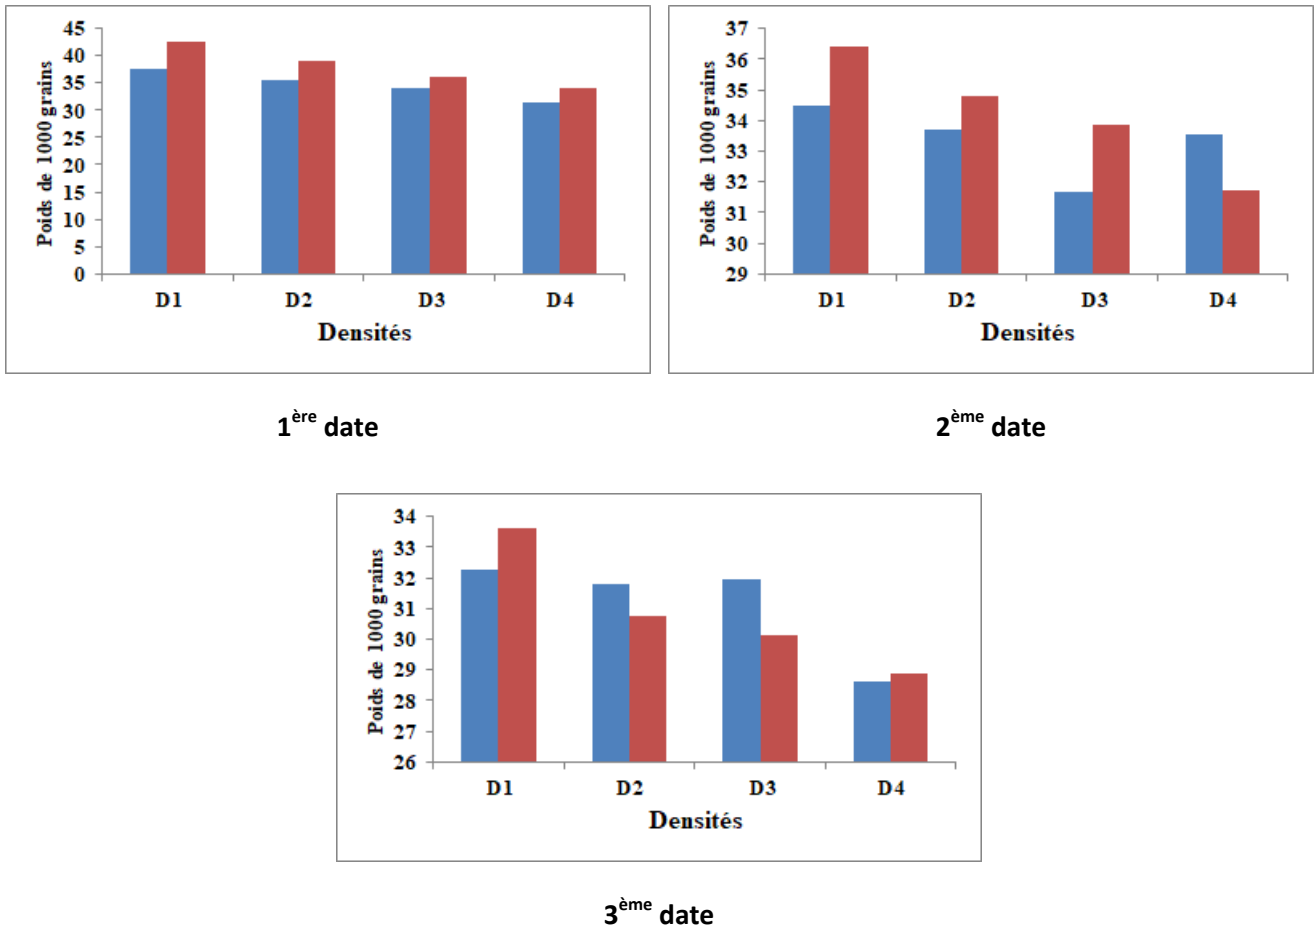 Poids de 1000 grains
45
40
35
30
25
20
15
10
5
0
D1 D2 D3 D4
Densités
1ère date
Poids de 1000 grains
37
36
35
34
33
32
31
30
29
D1 D2 D3 D4
Densités
2ème date
Poids de 1000 grains
34
33
32
31
30
29
28
27
26
D1 D2 D3 D4
Densités
3ème date